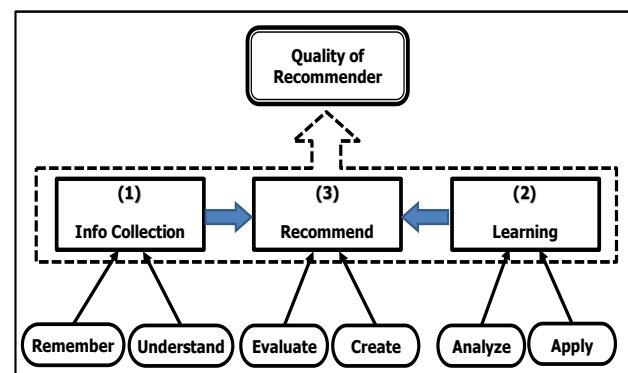 Quality of
Recommender
(1)
Info Collection
(3)
Recommend
(2)
Learning
Remember
Understand
Evaluate
Create
Analyze
Apply